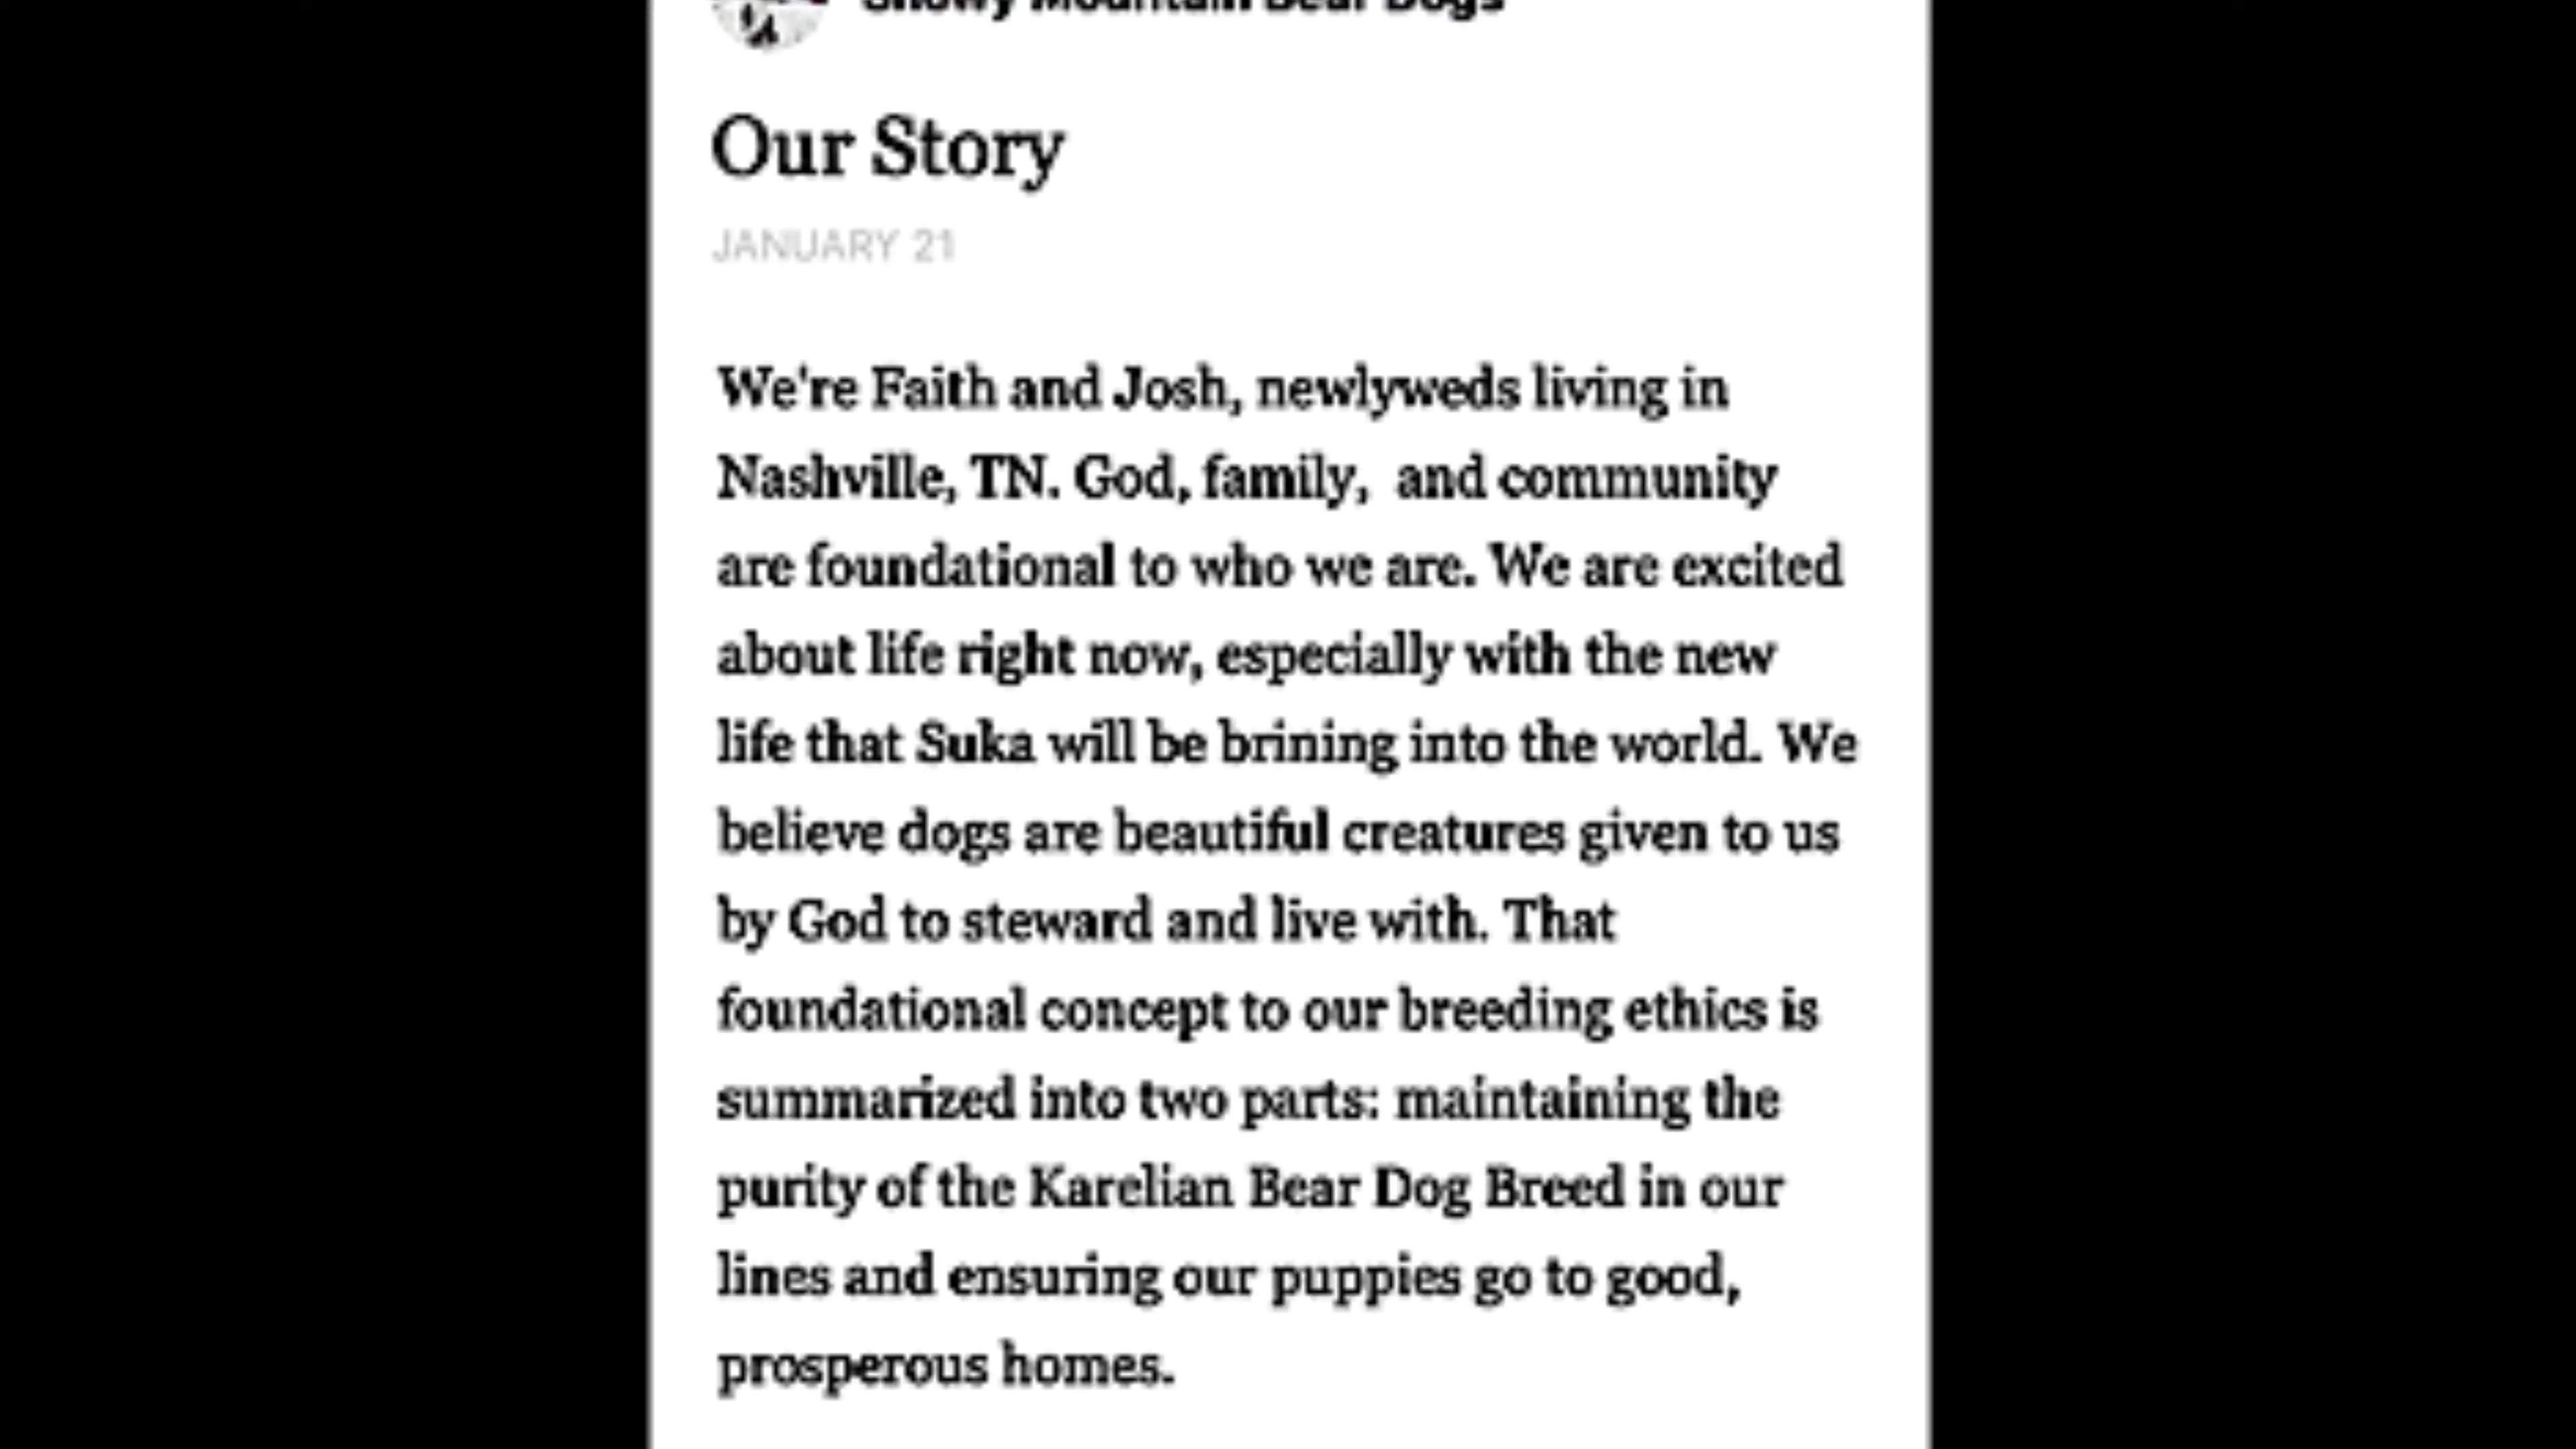 Snowy Mountain Bear Dogs
Our Story
JANUARY 21
We're Faith and Josh, newlyweds living in
Nashville, TN. God, family,  and community
are foundational to who we are. We are excited
about life right now, especially with the new
life that Suka will be brining into the world. We
believe dogs are beautiful creatures given to us
by God to steward and live with. That
foundational concept to our breeding ethics is
summarized into two parts: maintaining the
purity of the Karelian Bear Dog Breed in our
lines and ensuring our puppies go to good,
prosperous homes.